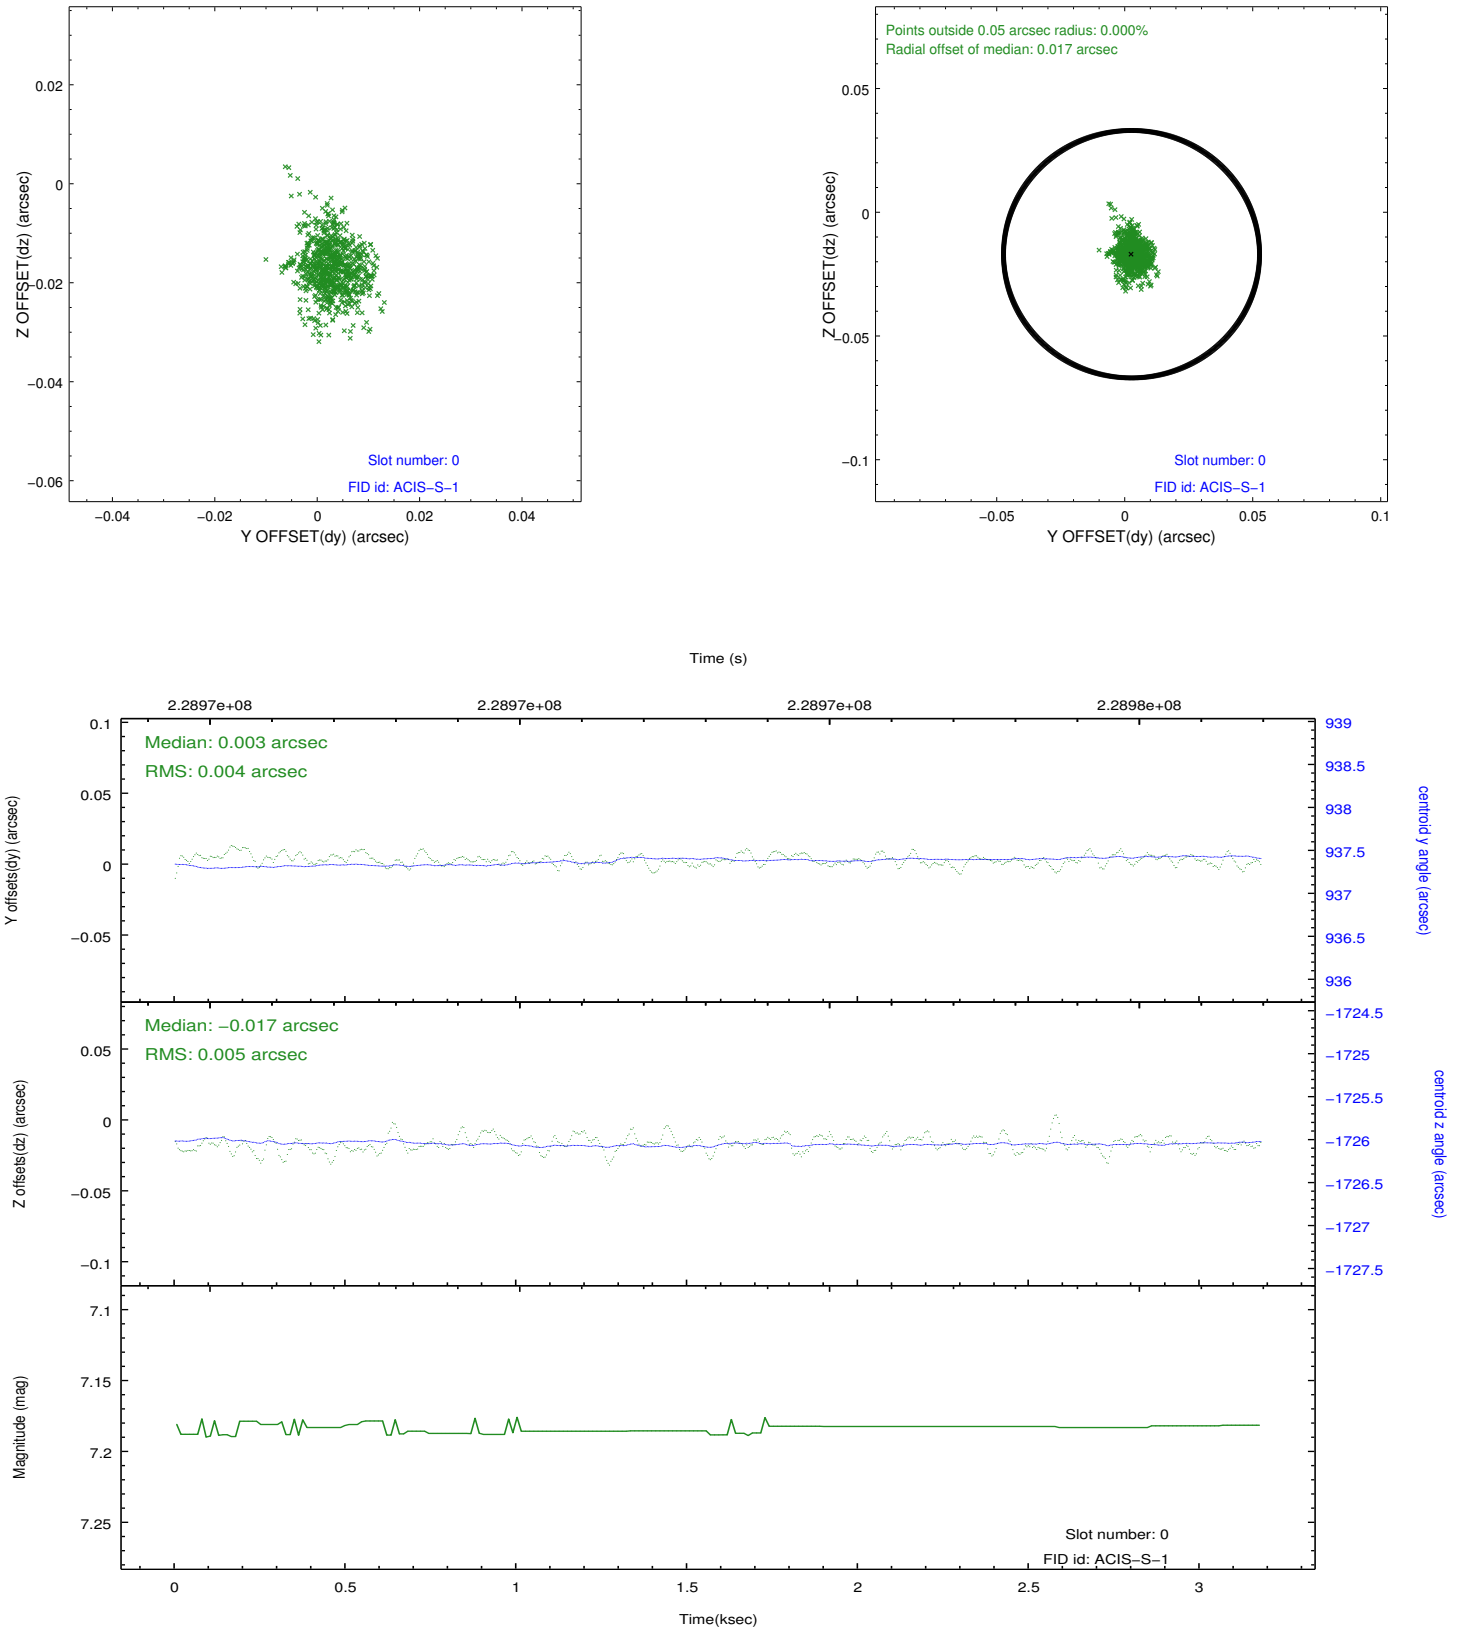 0.02
0
−0.02
−0.04
−0.06
Z OFFSET(dz) (arcsec)
Slot number: 0
FID id: ACIS−S−1
−0.04
−0.02
0
0.02
0.04
Y OFFSET(dy) (arcsec)
Points outside 0.05 arcsec radius: 0.000%
Radial offset of median: 0.017 arcsec
0.05
0
−0.05
−0.1
Z OFFSET(dz) (arcsec)
Slot number: 0
FID id: ACIS−S−1
−0.05
0
0.05
0.1
Y OFFSET(dy) (arcsec)
Time (s)
2.2897e+08
2.2897e+08
2.2897e+08
2.2898e+08
Median: 0.003 arcsec
RMS: 0.004 arcsec
0.1
0.05
0
−0.05
Y offsets(dy) (arcsec)
939
938.5
938
937.5
937
936.5
936
centroid y angle (arcsec)
Median: −0.017 arcsec
RMS: 0.005 arcsec
0.05
0
−0.05
−0.1
Z offsets(dz) (arcsec)
−1724.5
−1725
−1725.5
−1726
−1726.5
−1727
−1727.5
centroid z angle (arcsec)
7.1
7.15
7.2
7.25
Magnitude (mag)
Slot number: 0
FID id: ACIS−S−1
0
0.5
1
1.5
2
2.5
3
Time(ksec)